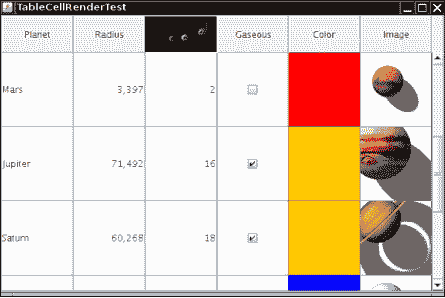 TableCellRenderTest
Planet Radius Gaseous Color Image
Mars 3,397 2
Jupiter 71,492 16
Saturn 60,268 18